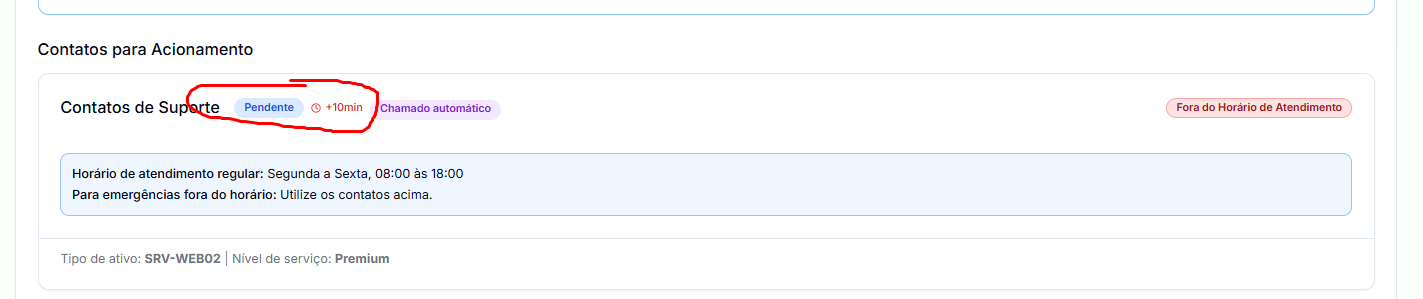 Contatos para Acionamento
Contatos de Suporte Pendente +10min Chamado automático Fora do Horário de Atendimento
Horário de atendimento regular: Segunda a Sexta, 08:00 às 18:00
Para emergências fora do horário: Utilize os contatos acima.
Tipo de ativo: SRV-WEB02 | Nível de serviço: Premium